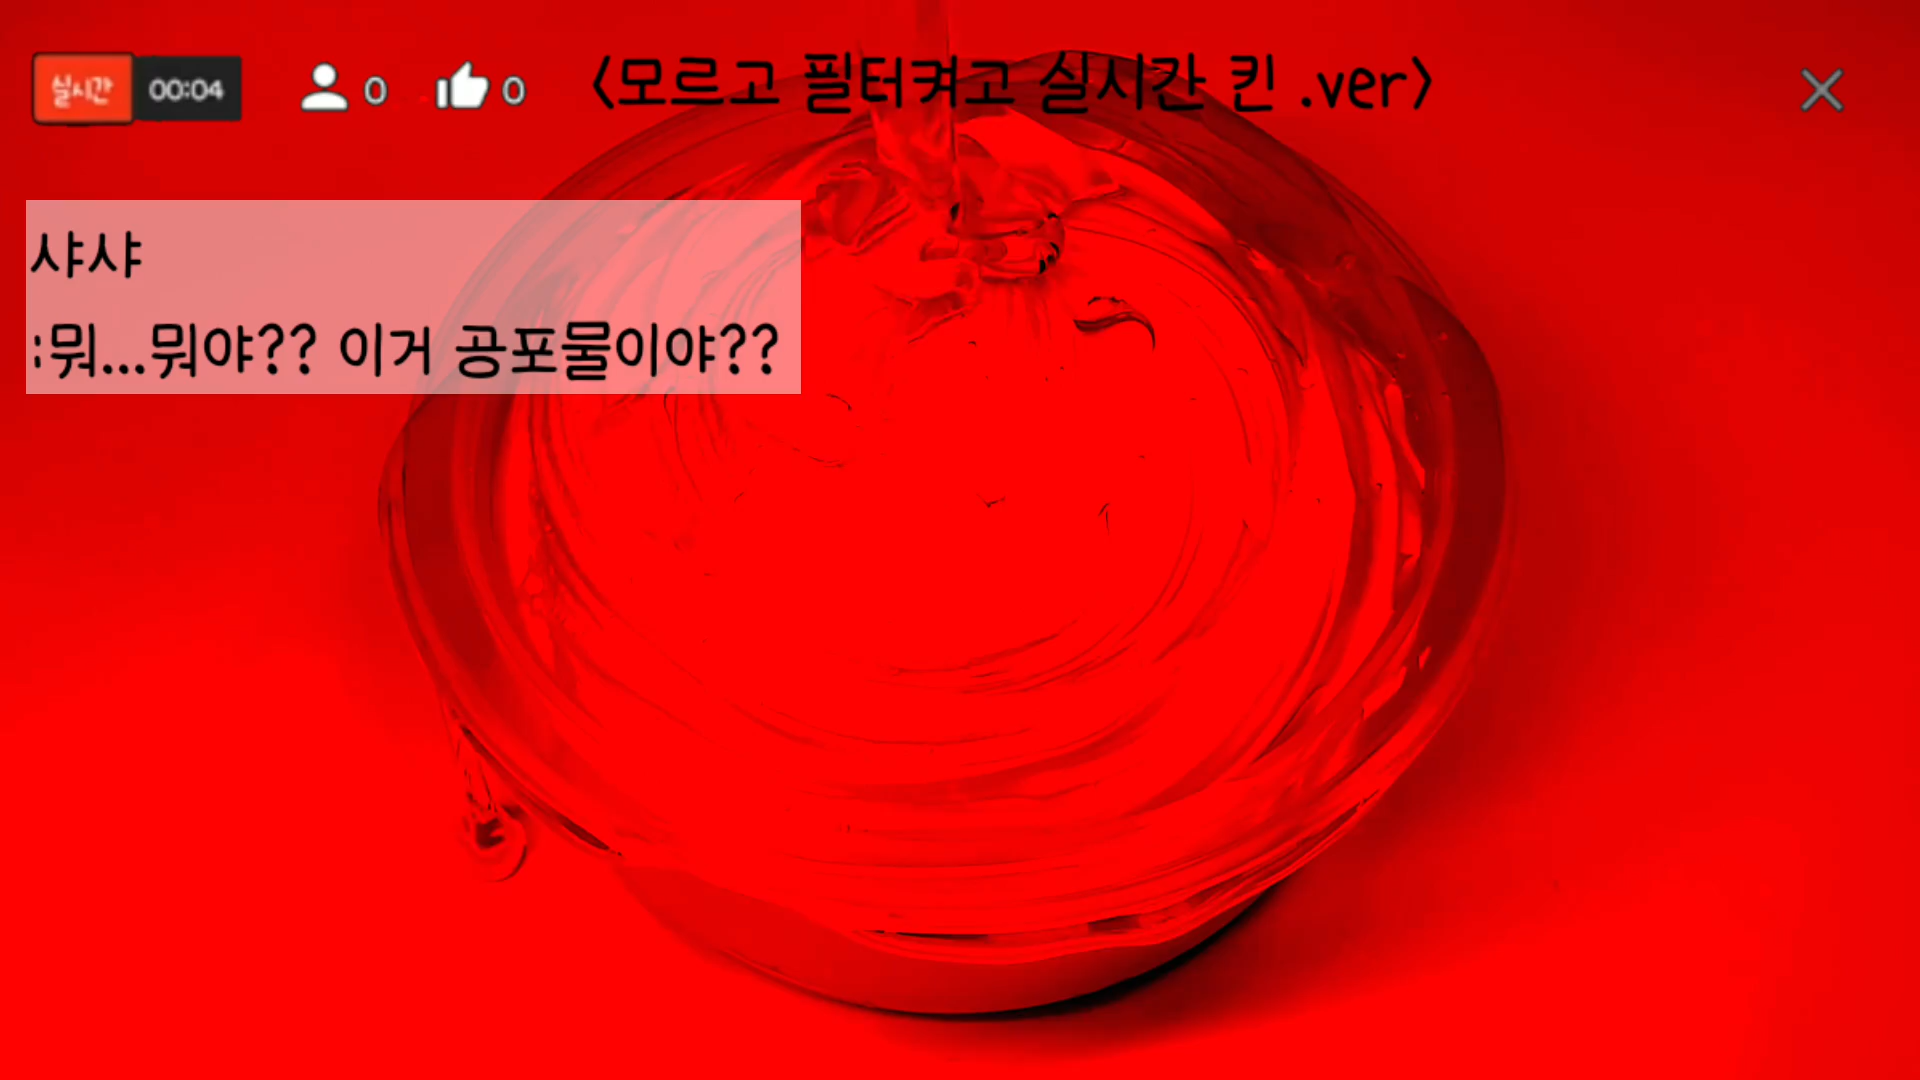 실시간 00:04 0 0 <모르고 필터켜고 실시간 킨 .ver>
샤샤
:뭐...뭐야?? 이거 공포물이야??